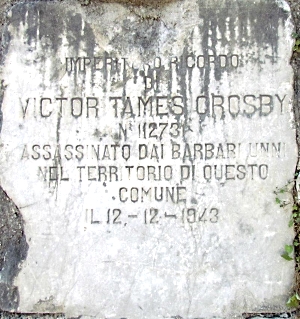 IMPERITURO RICORDO
DI
VICTOR TAMES CROSBY
N° 11273
ASSASSINATO DAI BARBARI UNNI
NEL TERRITORIO DI QUESTO
COMUNE
IL 12.-12.-1943